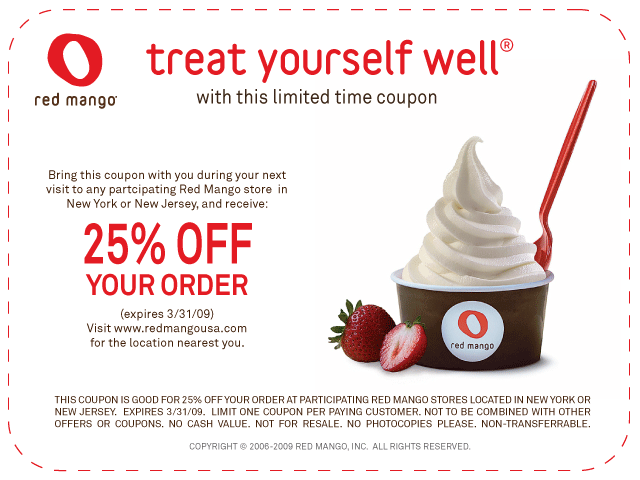 treat yourself well®
red mango
with this limited time coupon
Bring this coupon with you during your next
visit to any partcipating Red Mango store in
New York or New Jersey, and receive:
25% OFF
YOUR ORDER
(expires 3/31/09)
Visit www.redmangousa.com
for the location nearest you.
red mango
THIS COUPON IS GOOD FOR 25% OFF YOUR ORDER AT PARTICIPATING RED MANGO STORES LOCATED IN NEW YORK OR
NEW JERSEY. EXPIRES 3/31/09. LIMIT ONE COUPON PER PAYING CUSTOMER. NOT TO BE COMBINED WITH OTHER
OFFERS OR COUPONS. NO CASH VALUE. NOT FOR RESALE. NO PHOTOCOPIES PLEASE. NON-TRANSFERRABLE.
COPYRIGHT © 2006-2009 RED MANGO, INC. ALL RIGHTS RESERVED.